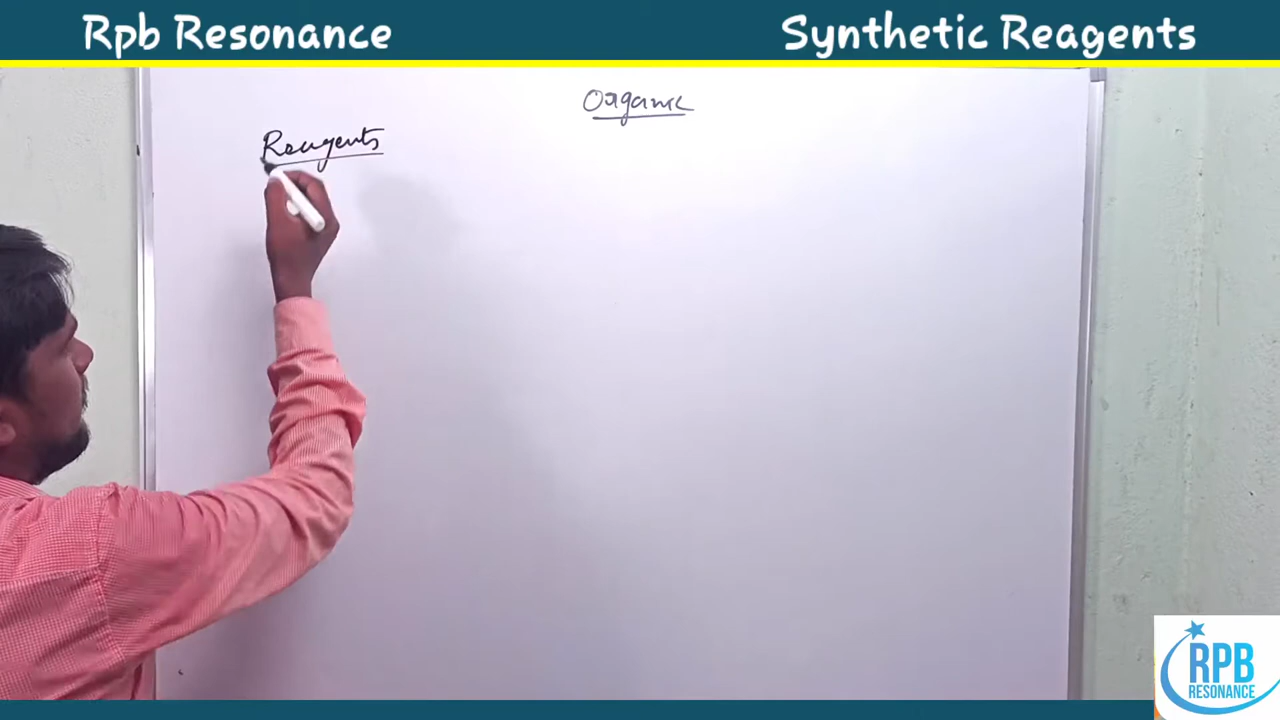 Rpb Resonance
Synthetic Reagents
Organic
Reagents
RPB
RESONANCE